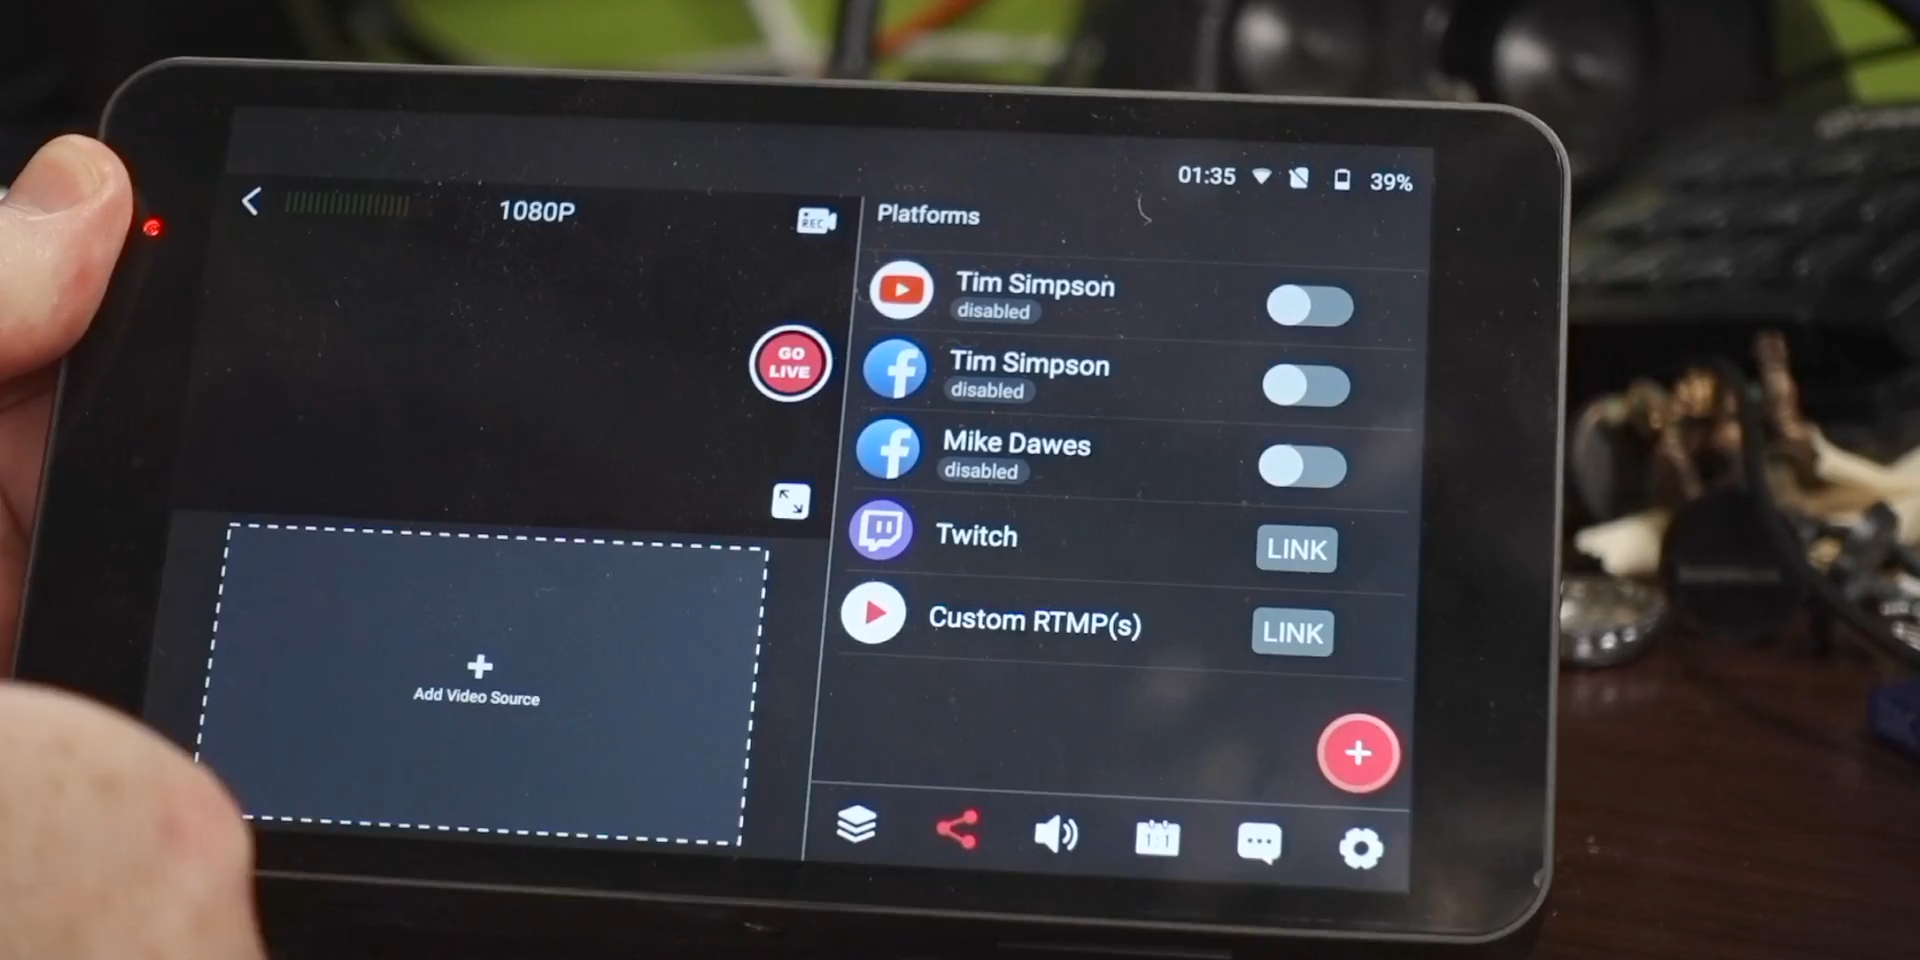 01:35 39%
1080P
REC
GO
LIVE
Add Video Source
Platforms
Tim Simpson
disabled
Tim Simpson
disabled
Mike Dawes
disabled
Twitch
LINK
Custom RTMP(s)
LINK